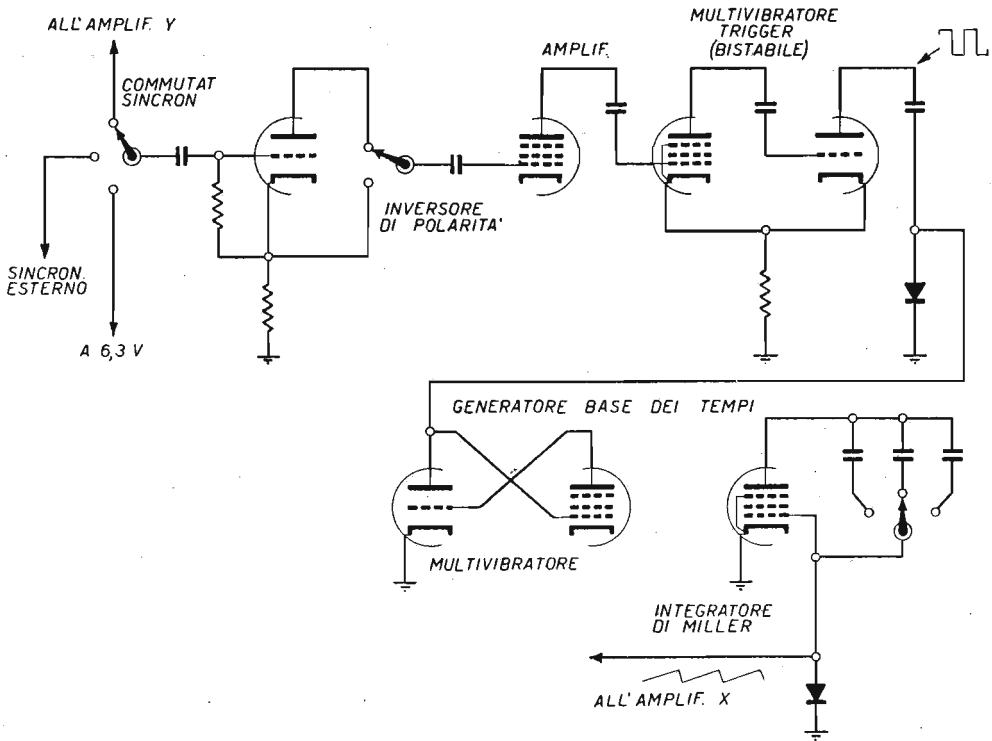 ALL'AMPLIF. Y
COMMUTAT
SINCRON
SINCRON.
ESTERNO
A 6,3 V
INVERSORE
DI POLARITA'
AMPLIF.
MULTIVIBRATORE
TRIGGER
(BISTABILE)
GENERATORE BASE DEI TEMPI
MULTIVIBRATORE
INTEGRATORE
DI MILLER
ALL'AMPLIF. X